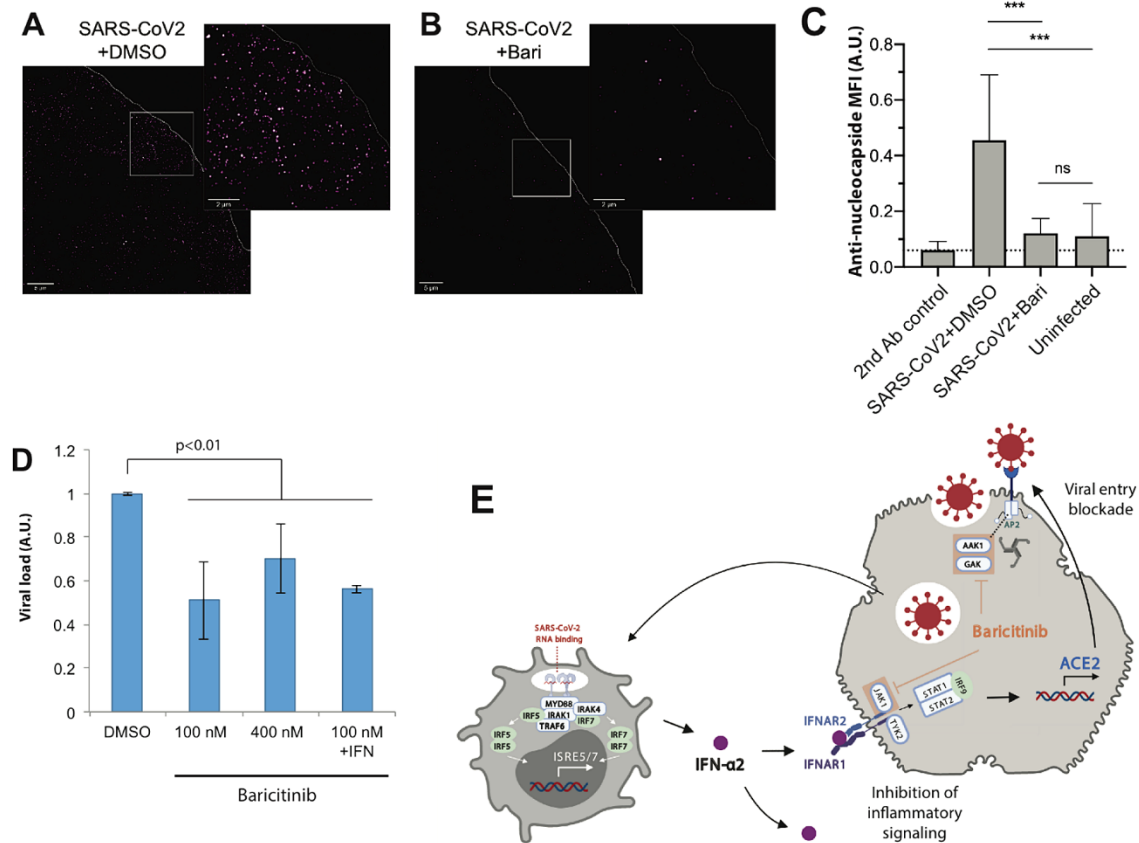 A
SARS-CoV2
+DMSO
2 μm
B
SARS-CoV2
+Bari
2 μm
5 μm
C
***
***
ns
Anti-nucleocapside MFI (A.U.)
0.8
0.6
0.4
0.2
0.0
2nd Ab control
SARS-CoV2+DMSO
SARS-CoV2+Bari
Uninfected
D
p<0.01
Viral load (A.U.)
1.2
1
0.8
0.6
0.4
0.2
0
DMSO
100 nM
400 nM
100 nM
+IFN
Baricitinib
E
Viral entry
blockade
AP2
AAK1
GAK
Baricitinib
ACE2
JAK1
TYK2
STAT1
STAT2
IRF9
IFNAR2
IFNAR1
Inhibition of
inflammatory
signaling
SARS-CoV-2
RNA binding
MYD88
IRAK1
IRAK4
TRAF6
IRF5
IRF7
IRF5
IRF5
IRF7
IRF7
ISRE5/7
IFN-α2